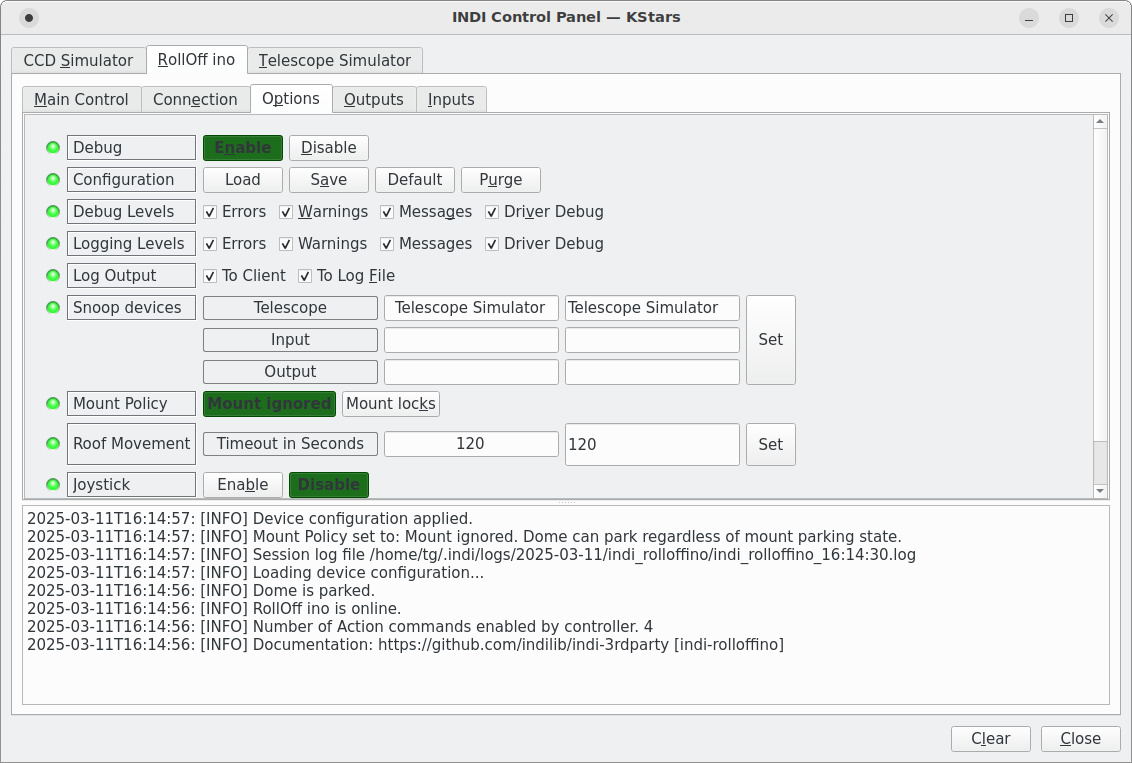 INDI Control Panel — KStars
CCD Simulator RollOff ino Telescope Simulator
Main Control Connection Options Outputs Inputs
Debug Enable Disable
Configuration Load Save Default Purge
Debug Levels Errors Warnings Messages Driver Debug
Logging Levels Errors Warnings Messages Driver Debug
Log Output To Client To Log File
Snoop devices Telescope Telescope Simulator Telescope Simulator
Input Set
Output
Mount Policy Mount ignored Mount locks
Roof Movement Timeout in Seconds 120 120 Set
Joystick Enable Disable
2025-03-11T16:14:57: [INFO] Device configuration applied.
2025-03-11T16:14:57: [INFO] Mount Policy set to: Mount ignored. Dome can park regardless of mount parking state.
2025-03-11T16:14:57: [INFO] Session log file /home/tg/.indi/logs/2025-03-11/indi_rolloffino/indi_rolloffino_16:14:30.log
2025-03-11T16:14:57: [INFO] Loading device configuration...
2025-03-11T16:14:56: [INFO] Dome is parked.
2025-03-11T16:14:56: [INFO] RollOff ino is online.
2025-03-11T16:14:56: [INFO] Number of Action commands enabled by controller. 4
2025-03-11T16:14:56: [INFO] Documentation: https://github.com/indilib/indi-3rdparty [indi-rolloffino]
Clear Close